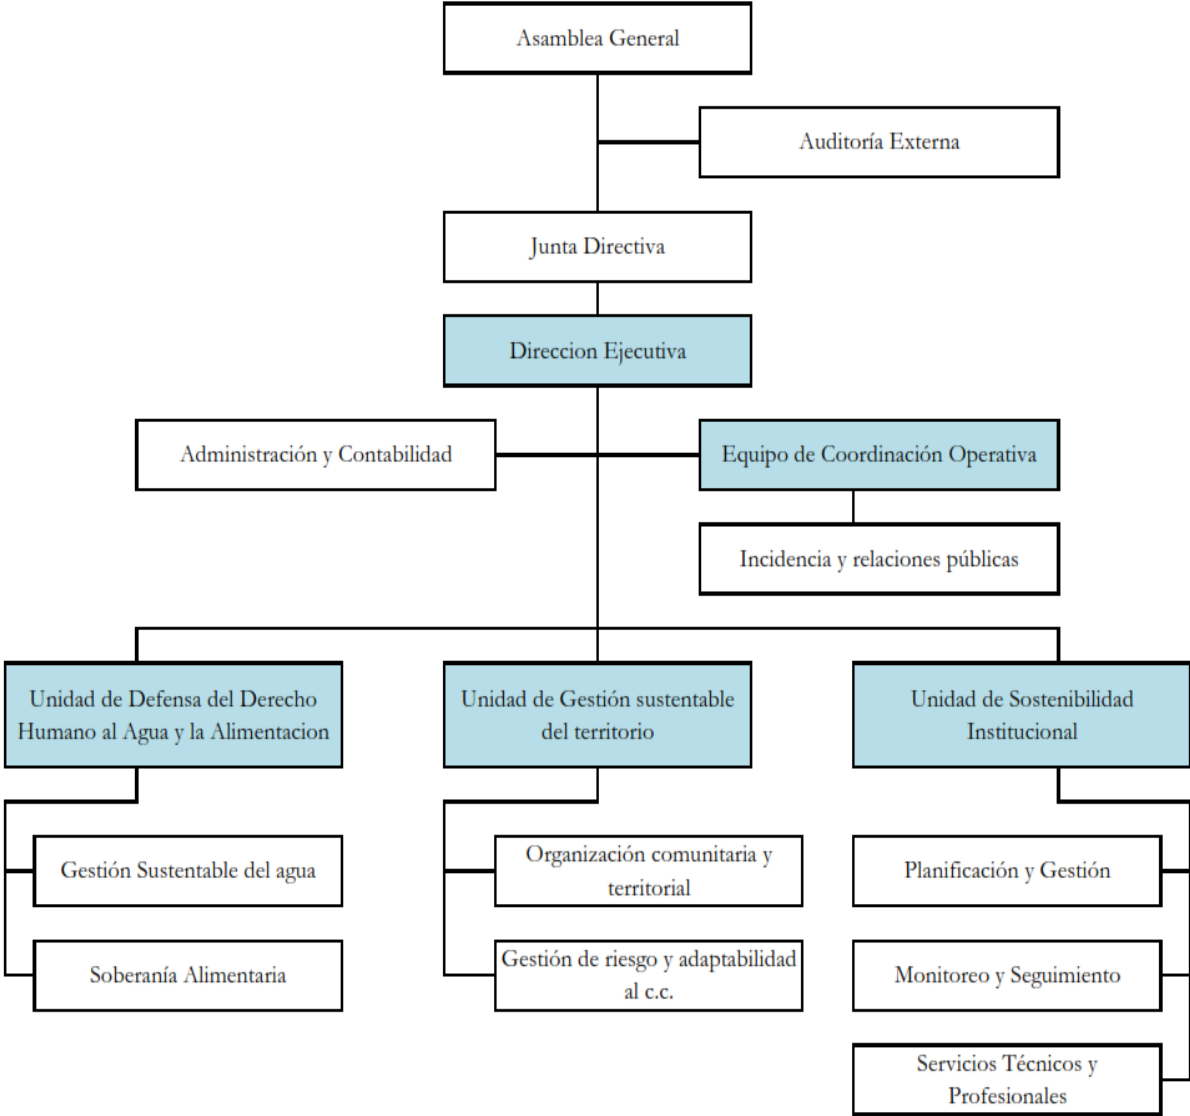 Asamblea General
Auditoría Externa
Junta Directiva
Direccion Ejecutiva
Administración y Contabilidad
Equipo de Coordinación Operativa
Incidencia y relaciones públicas
Unidad de Defensa del Derecho
Humano al Agua y la Alimentacion
Unidad de Gestión sustentable
del territorio
Unidad de Sostenibilidad
Institucional
Gestión Sustentable del agua
Soberanía Alimentaria
Organización comunitaria y
territorial
Gestión de riesgo y adaptabilidad
al c.c.
Planificación y Gestión
Monitoreo y Seguimiento
Servicios Técnicos y
Profesionales